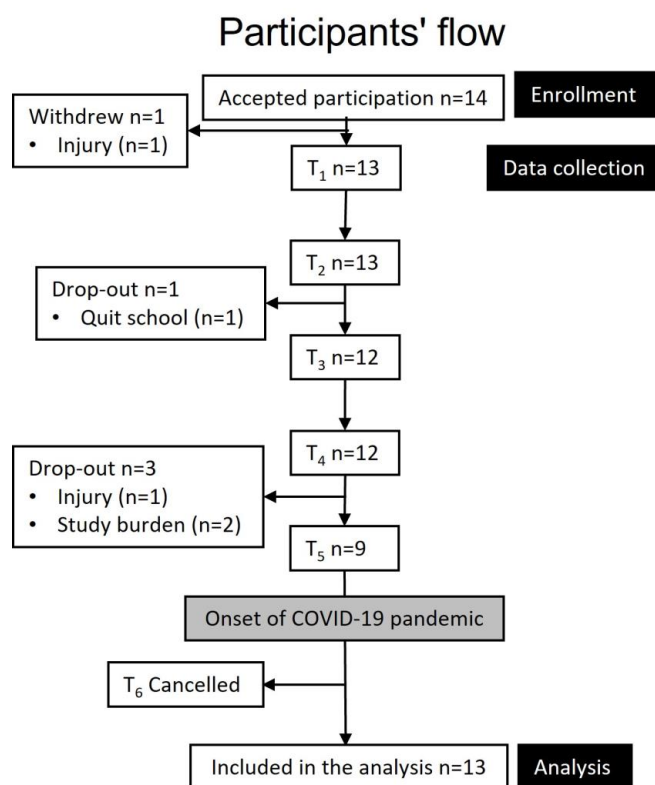 Participants' flow
Accepted participation n=14
Enrollment
Withdrew n=1
• Injury (n=1)
T₁ n=13
Data collection
T₂ n=13
Drop-out n=1
• Quit school (n=1)
T₃ n=12
T₄ n=12
Drop-out n=3
• Injury (n=1)
• Study burden (n=2)
T₅ n=9
Onset of COVID-19 pandemic
T₆ Cancelled
Included in the analysis n=13
Analysis